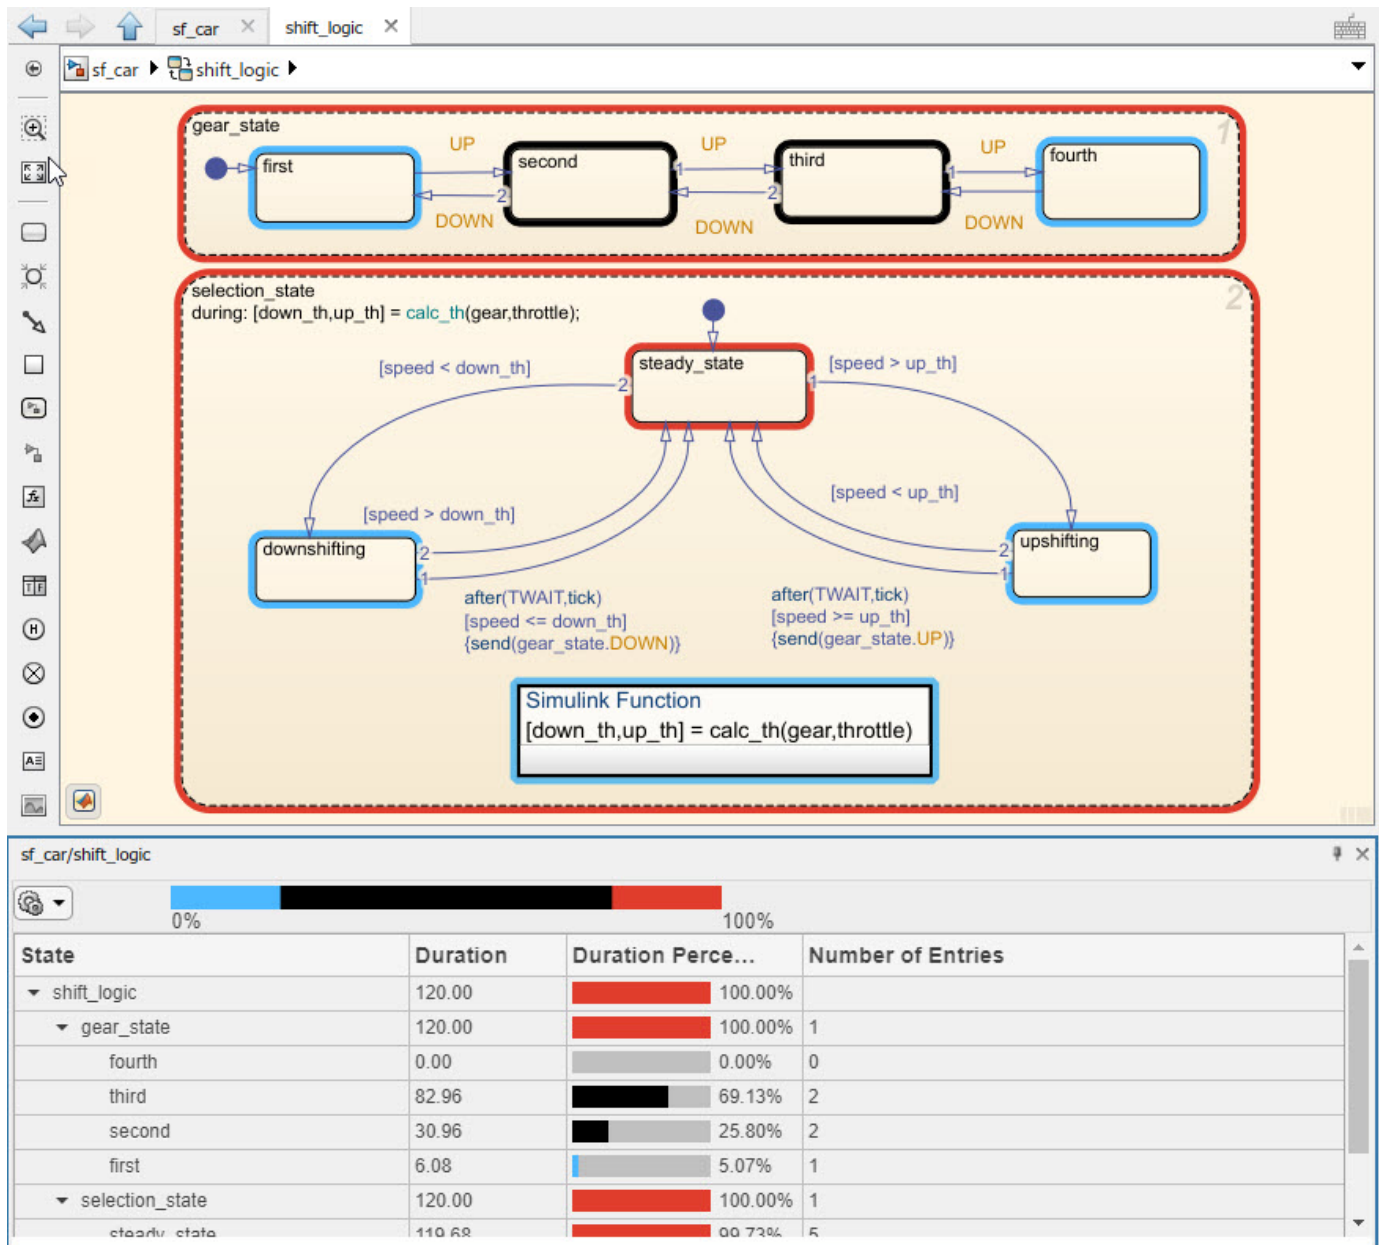 sf_car
shift_logic
sf_car
shift_logic
gear_state
1
first
UP
DOWN
second
2
1
UP
DOWN
third
2
1
UP
DOWN
fourth
selection_state
2
during: [down_th,up_th] = calc_th(gear,throttle);
[speed < down_th]
2
steady_state
1
[speed > up_th]
[speed > down_th]
[speed < up_th]
downshifting
2
1
2
1
upshifting
after(TWAIT,tick)
[speed <= down_th]
{send(gear_state.DOWN)}
after(TWAIT,tick)
[speed >= up_th]
{send(gear_state.UP)}
Simulink Function
[down_th,up_th] = calc_th(gear,throttle)
sf_car/shift_logic
0% 100%
State Duration Duration Perce... Number of Entries
shift_logic 120.00 100.00%
gear_state 120.00 100.00% 1
fourth 0.00 0.00% 0
third 82.96 69.13% 2
second 30.96 25.80% 2
first 6.08 5.07% 1
selection_state 120.00 100.00% 1
steady_state 119.68 99.73% 5